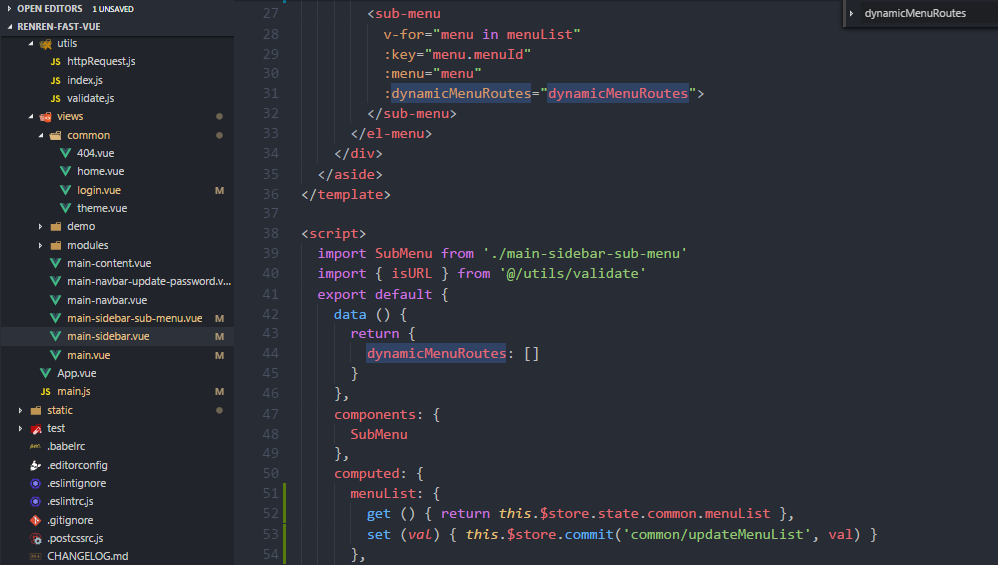 OPEN EDITORS 1 UNSAVED
RENREN-FAST-VUE
utils
JS httpRequest.js
JS index.js
JS validate.js
views
common
404.vue
home.vue
login.vue M
theme.vue
demo
modules
main-content.vue
main-navbar-update-password.v...
main-navbar.vue
main-sidebar-sub-menu.vue M
main-sidebar.vue M
main.vue M
App.vue
JS main.js M
static
test
.babelrc
.editorconfig
.eslintignore
.eslintrc.js
.gitignore
.postcssrc.js
CHANGELOG.md
dynamicMenuRoutes
27 <sub-menu
28 v-for="menu in menuList"
29 :key="menu.menuId"
30 :menu="menu"
31 :dynamicMenuRoutes="dynamicMenuRoutes">
32 </sub-menu>
33 </el-menu>
34 </div>
35 </aside>
36 </template>
37
38 <script>
39 import SubMenu from './main-sidebar-sub-menu'
40 import { isURL } from '@/utils/validate'
41 export default {
42 data () {
43 return {
44 dynamicMenuRoutes: []
45 }
46 },
47 components: {
48 SubMenu
49 },
50 computed: {
51 menuList: {
52 get () { return this.$store.state.common.menuList },
53 set (val) { this.$store.commit('common/updateMenuList', val) }
54 },